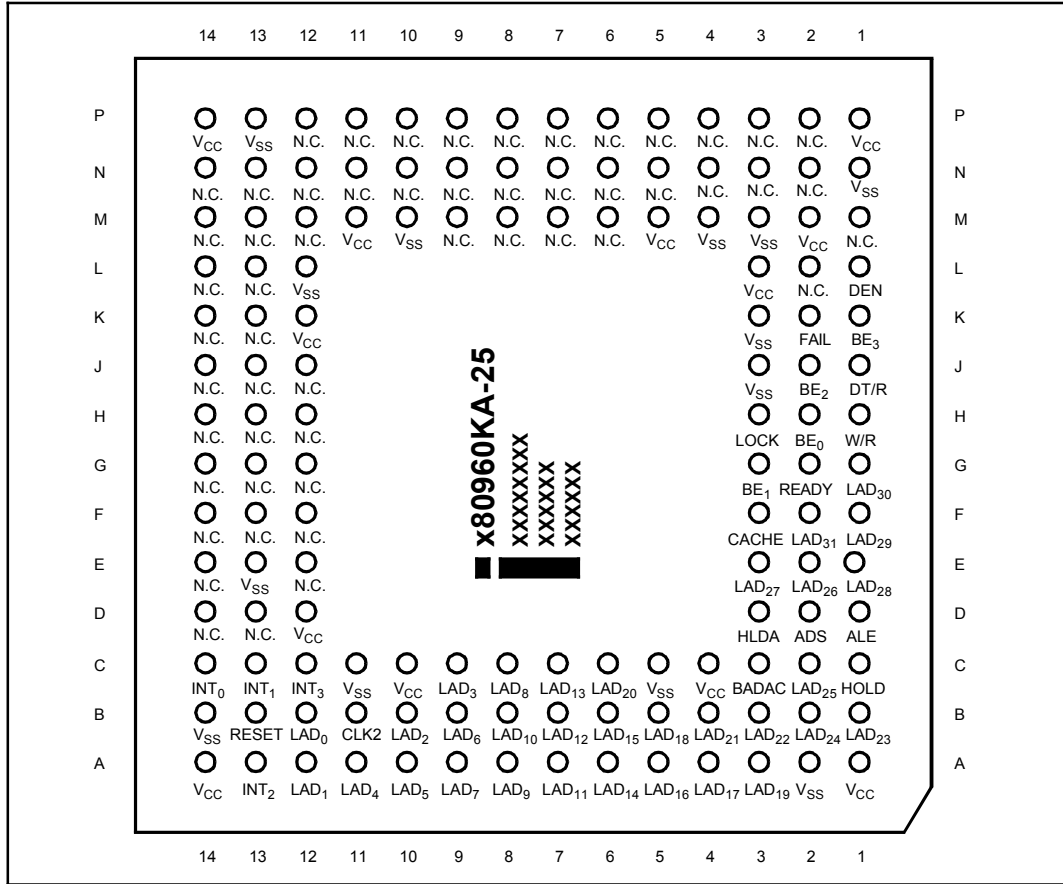 14 13 12 11 10 9 8 7 6 5 4 3 2 1
P P
VCC VSS N.C. N.C. N.C. N.C. N.C. N.C. N.C. N.C. N.C. N.C. N.C. VCC
N N
N.C. N.C. N.C. N.C. N.C. N.C. N.C. N.C. N.C. N.C. N.C. N.C. N.C. VSS
M M
N.C. N.C. N.C. VCC VSS N.C. N.C. N.C. N.C. VCC VSS VSS VCC N.C.
L L
N.C. N.C. VSS VCC N.C. DEN
K K
N.C. N.C. VCC VSS FAIL BE3
J J
N.C. N.C. N.C. VSS BE2 DT/R
H H
N.C. N.C. N.C. LOCK BE0 W/R
G G
N.C. N.C. N.C. BE1 READY LAD30
F F
N.C. N.C. N.C. CACHE LAD31 LAD29
E E
N.C. VSS N.C. LAD27 LAD26 LAD28
D D
N.C. N.C. VCC HLDA ADS ALE
C C
INT0 INT1 INT3 VSS VCC LAD3 LAD8 LAD13 LAD20 VSS VCC BADAC LAD25 HOLD
B B
VSS RESET LAD0 CLK2 LAD2 LAD6 LAD10 LAD12 LAD15 LAD18 LAD21 LAD22 LAD24 LAD23
A A
VCC INT2 LAD1 LAD4 LAD5 LAD7 LAD9 LAD11 LAD14 LAD16 LAD17 LAD19 VSS VCC
14 13 12 11 10 9 8 7 6 5 4 3 2 1
x80960KA-25
XXXXXXXX
XXXXXX
XXXXXX